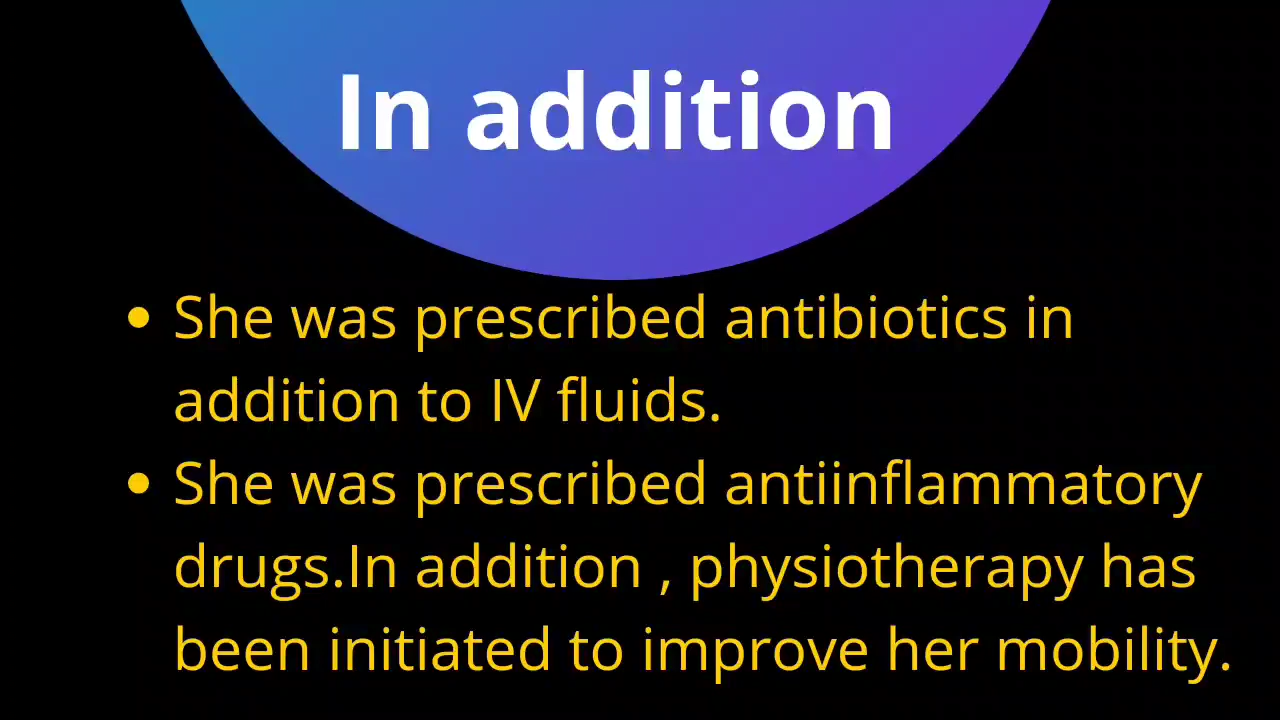 In addition
• She was prescribed antibiotics in
addition to IV fluids.
• She was prescribed antiinflammatory
drugs.In addition , physiotherapy has
been initiated to improve her mobility.